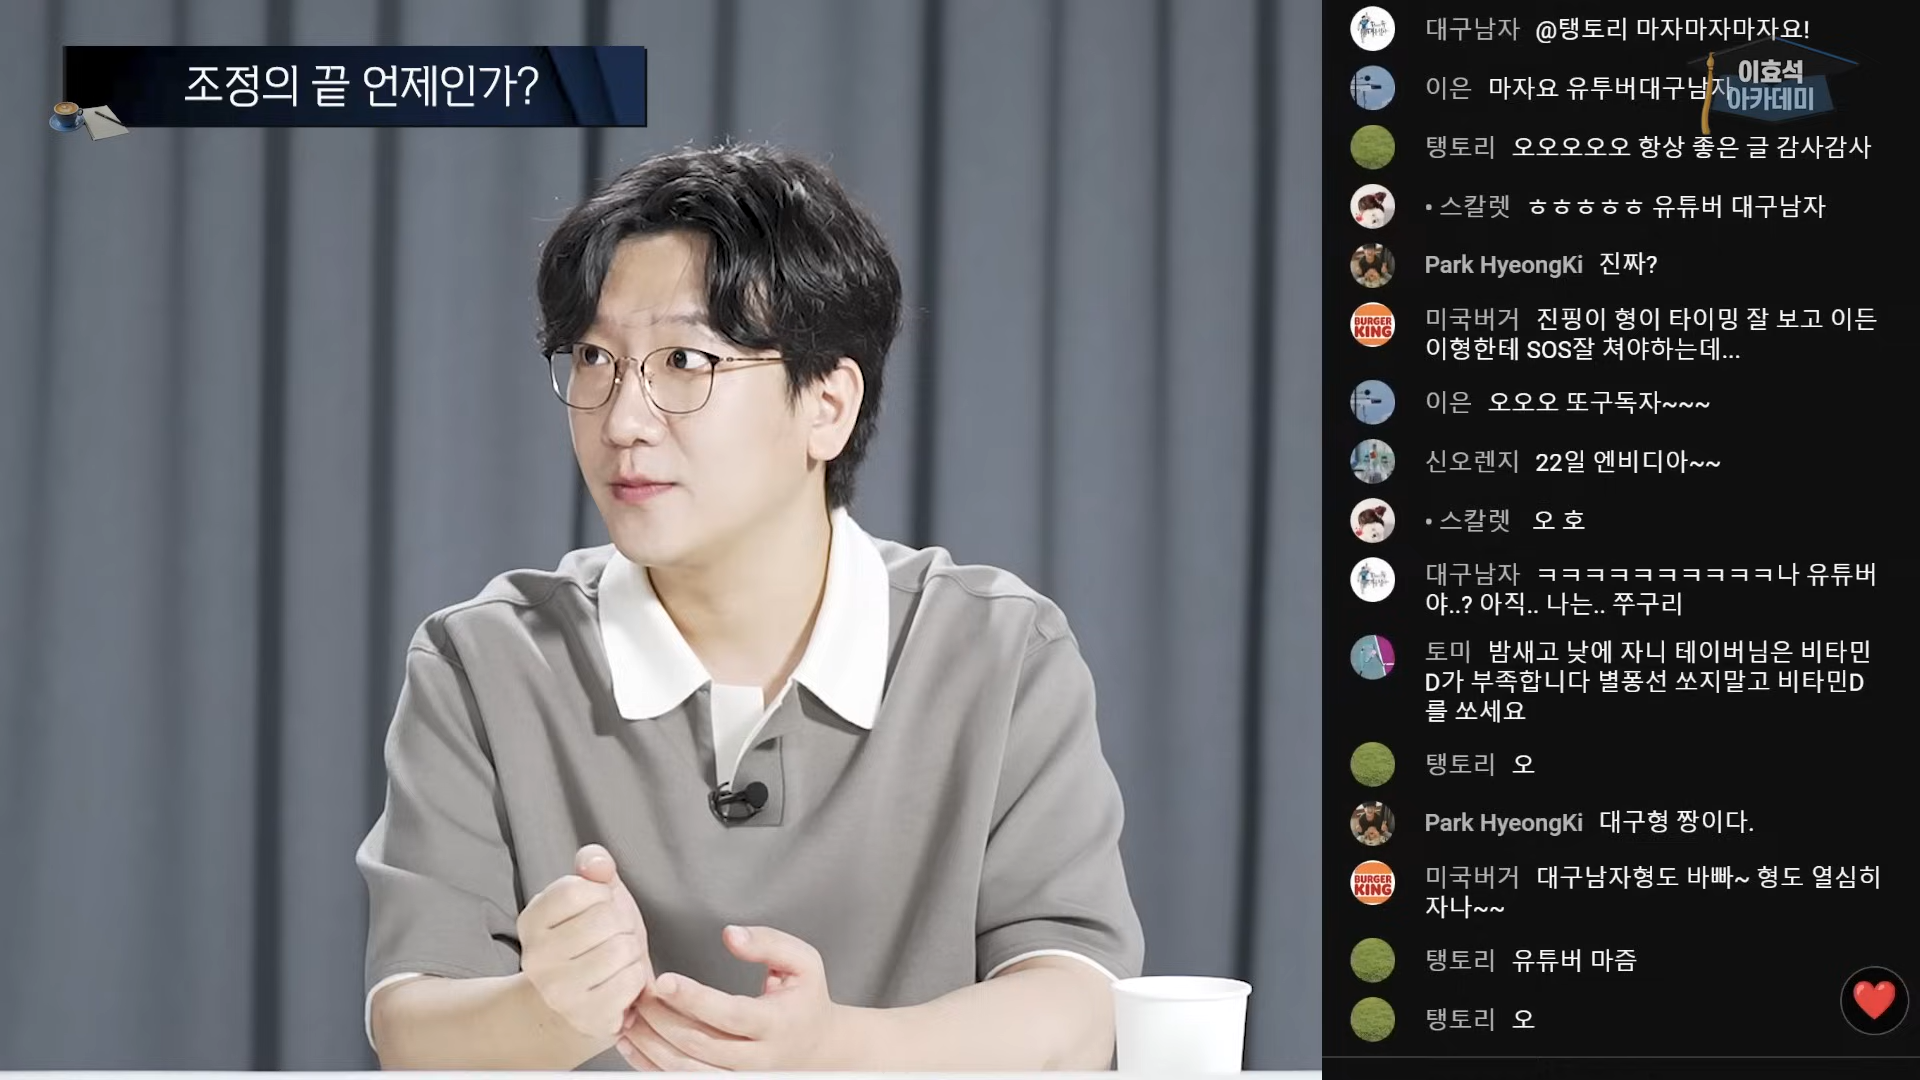 조정의 끝 언제인가?
이효석
아카데미
대구남자 @탱토리 마자마자마자요!
이은 마자요 유투버대구남자
탱토리 오오오오오 항상 좋은 글 감사감사
• 스칼렛 ㅎㅎㅎㅎㅎ 유튜버 대구남자
Park HyeongKi 진짜?
BURGER KING
미국버거 진핑이 형이 타이밍 잘 보고 이든
이형한테 SOS잘 쳐야하는데...
이은 오오오 또구독자~~~
신오렌지 22일 엔비디아~~
• 스칼렛 오 호
대구남자 ㅋㅋㅋㅋㅋㅋㅋㅋㅋㅋ나 유튜버
야..? 아직.. 나는.. 쭈구리
토미 밤새고 낮에 자니 테이버님은 비타민
D가 부족합니다 별풍선 쏘지말고 비타민D
를 쏘세요
탱토리 오
Park HyeongKi 대구형 짱이다.
BURGER KING
미국버거 대구남자형도 바빠~ 형도 열심히
자나~~
탱토리 유튜버 마즘
탱토리 오